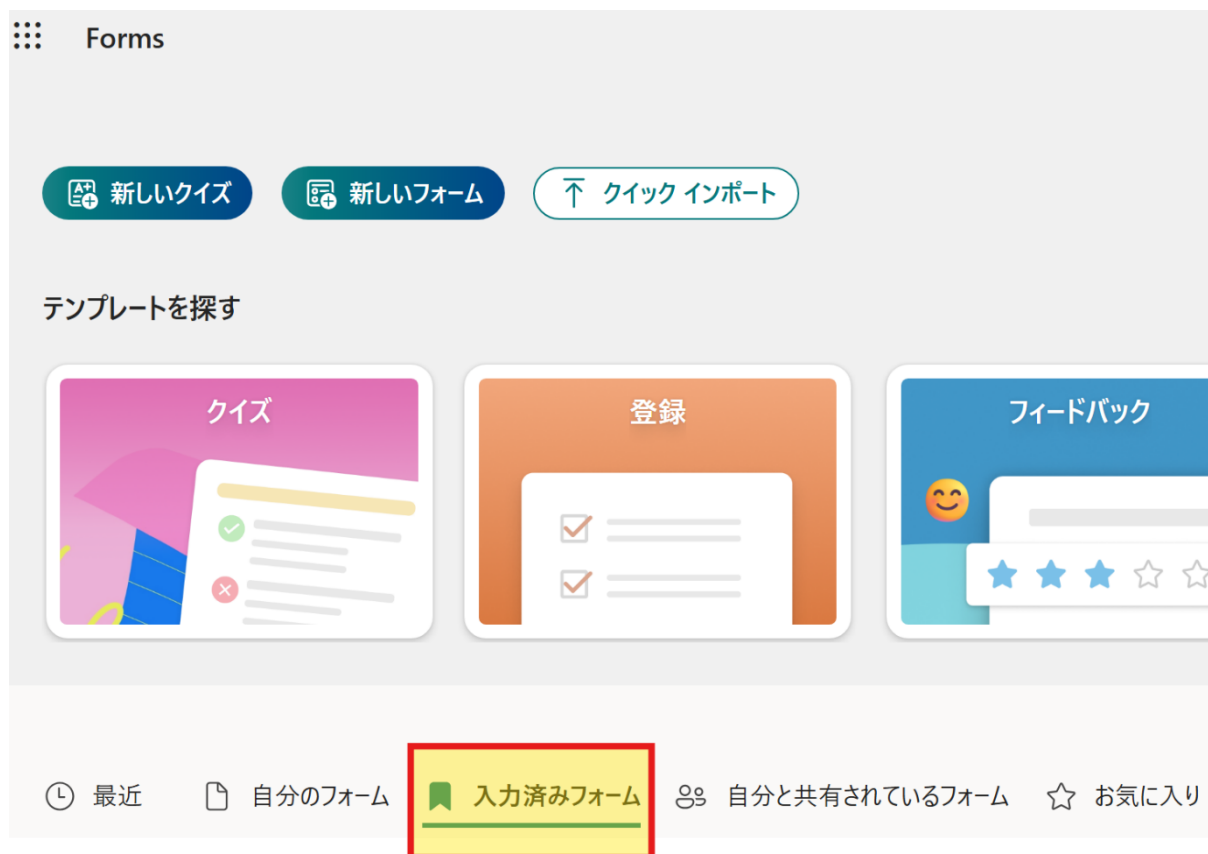 Forms
新しいクイズ
新しいフォーム
クイック インポート
テンプレートを探す
クイズ
登録
フィードバック
最近
自分のフォーム
入力済みフォーム
自分と共有されているフォーム
お気に入り